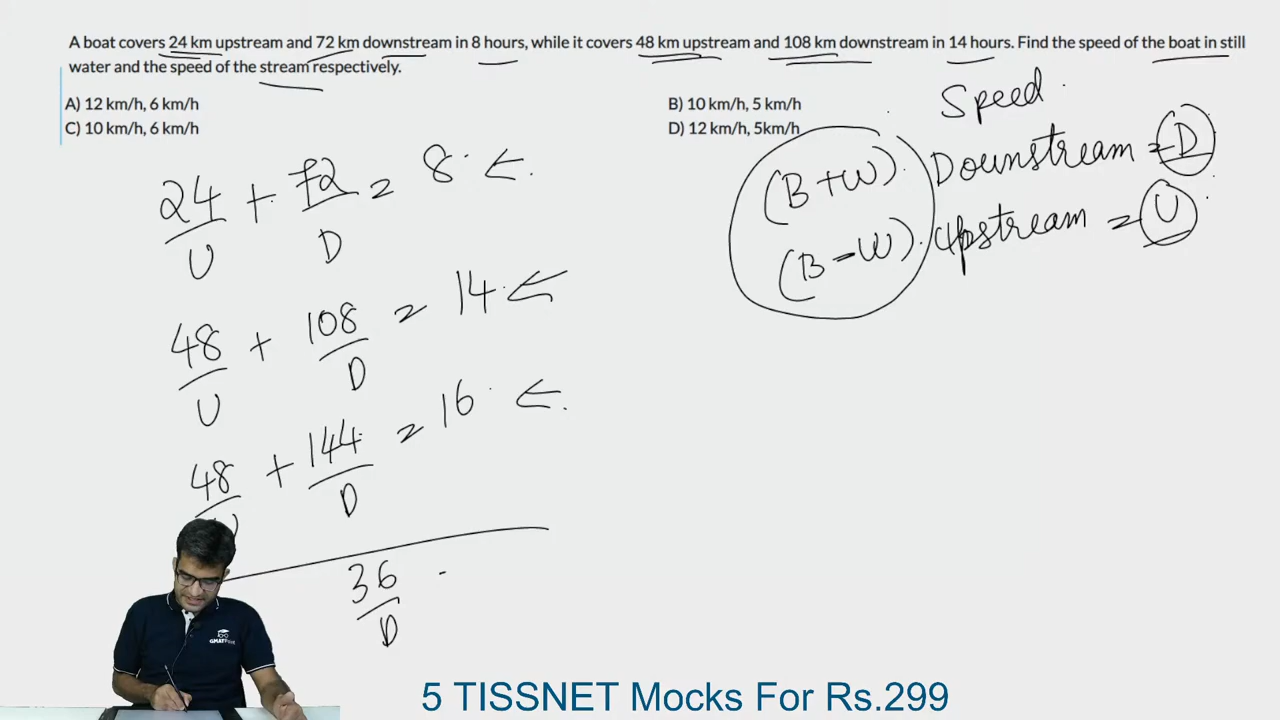 A boat covers 24 km upstream and 72 km downstream in 8 hours, while it covers 48 km upstream and 108 km downstream in 14 hours. Find the speed of the boat in still
water and the speed of the stream respectively.
A) 12 km/h, 6 km/h
B) 10 km/h, 5 km/h
C) 10 km/h, 6 km/h
D) 12 km/h, 5km/h
Speed
(B+W) Downstream = D
(B-W) Upstream = U
24/U + 72/D = 8 ←
48/U + 108/D = 14 ←
48/U + 144/D = 16 ←
36/D -
GMATPoint
5 TISSNET Mocks For Rs.299